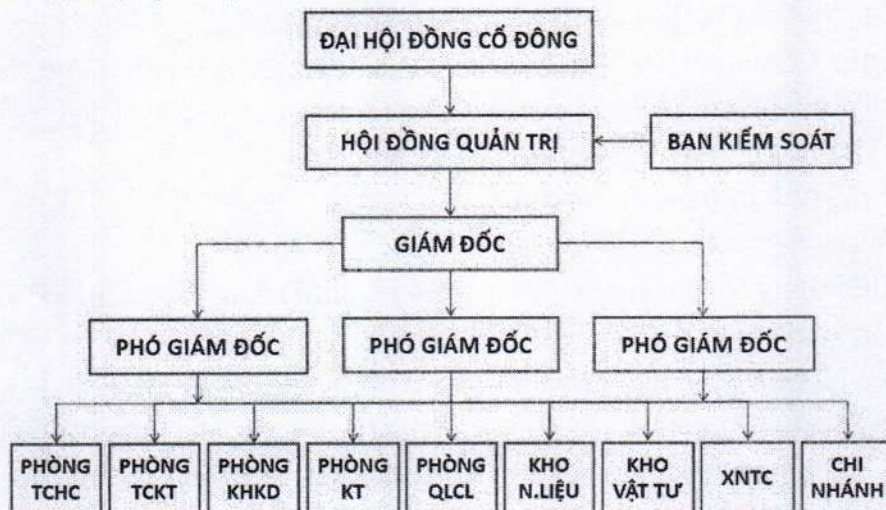 ĐẠI HỘI ĐỒNG CỔ ĐÔNG
HỘI ĐỒNG QUẢN TRỊ
BAN KIỂM SOÁT
GIÁM ĐỐC
PHÓ GIÁM ĐỐC
PHÓ GIÁM ĐỐC
PHÓ GIÁM ĐỐC
PHÒNG
TCHC
PHÒNG
TCKT
PHÒNG
KHKD
PHÒNG
KT
PHÒNG
QLCL
KHO
N.LIỆU
KHO
VẬT TƯ
XNTC
CHI
NHÁNH